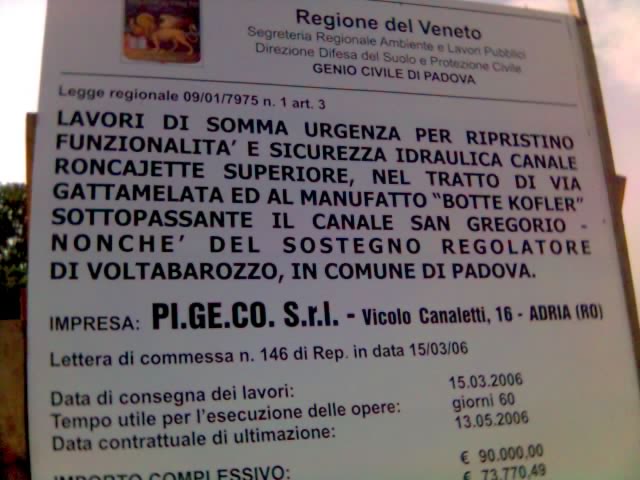 Regione del Veneto
Segreteria Regionale Ambiente e Lavori Pubblici
Direzione Difesa del Suolo e Protezione Civile
GENIO CIVILE DI PADOVA
Legge regionale 09/01/7975 n. 1 art. 3
LAVORI DI SOMMA URGENZA PER RIPRISTINO
FUNZIONALITA' E SICUREZZA IDRAULICA CANALE
RONCAJETTE SUPERIORE, NEL TRATTO DI VIA
GATTAMELATA ED AL MANUFATTO "BOTTE KOFLER"
SOTTOPASSANTE IL CANALE SAN GREGORIO -
NONCHE' DEL SOSTEGNO REGOLATORE
DI VOLTABAROZZO, IN COMUNE DI PADOVA.
IMPRESA: PI.GE.CO. S.r.l. - Vicolo Canaletti, 16 - ADRIA (RO)
Lettera di commessa n. 146 di Rep. in data 15/03/06
Data di consegna dei lavori: 15.03.2006
Tempo utile per l'esecuzione delle opere: giorni 60
Data contrattuale di ultimazione: 13.05.2006
IMPORTO COMPLESSIVO: € 90.000,00
€ 73.770,49